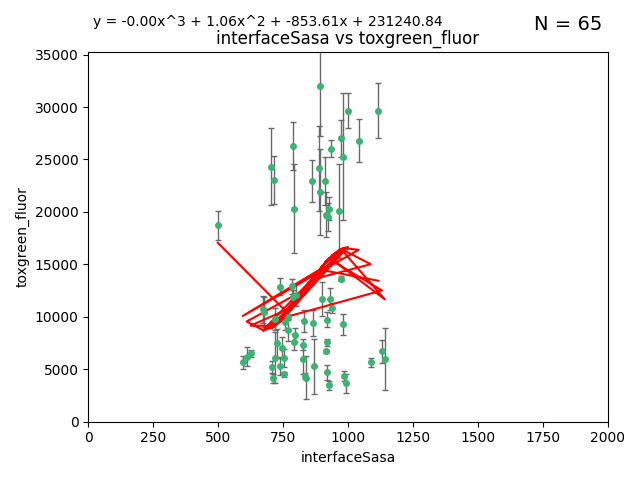 y = -0.00x^3 + 1.06x^2 + -853.61x + 231240.84
N = 65
interfaceSasa vs toxgreen_fluor
35000
30000
25000
20000
15000
10000
5000
0
toxgreen_fluor
0 250 500 750 1000 1250 1500 1750 2000
interfaceSasa